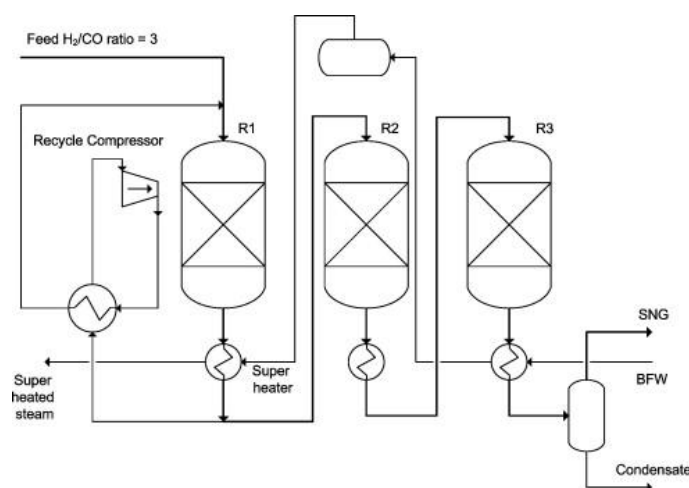 Feed H₂/CO ratio = 3
Recycle Compressor
R1
R2
R3
SNG
BFW
Super
heated
steam
Super
heater
Condensate